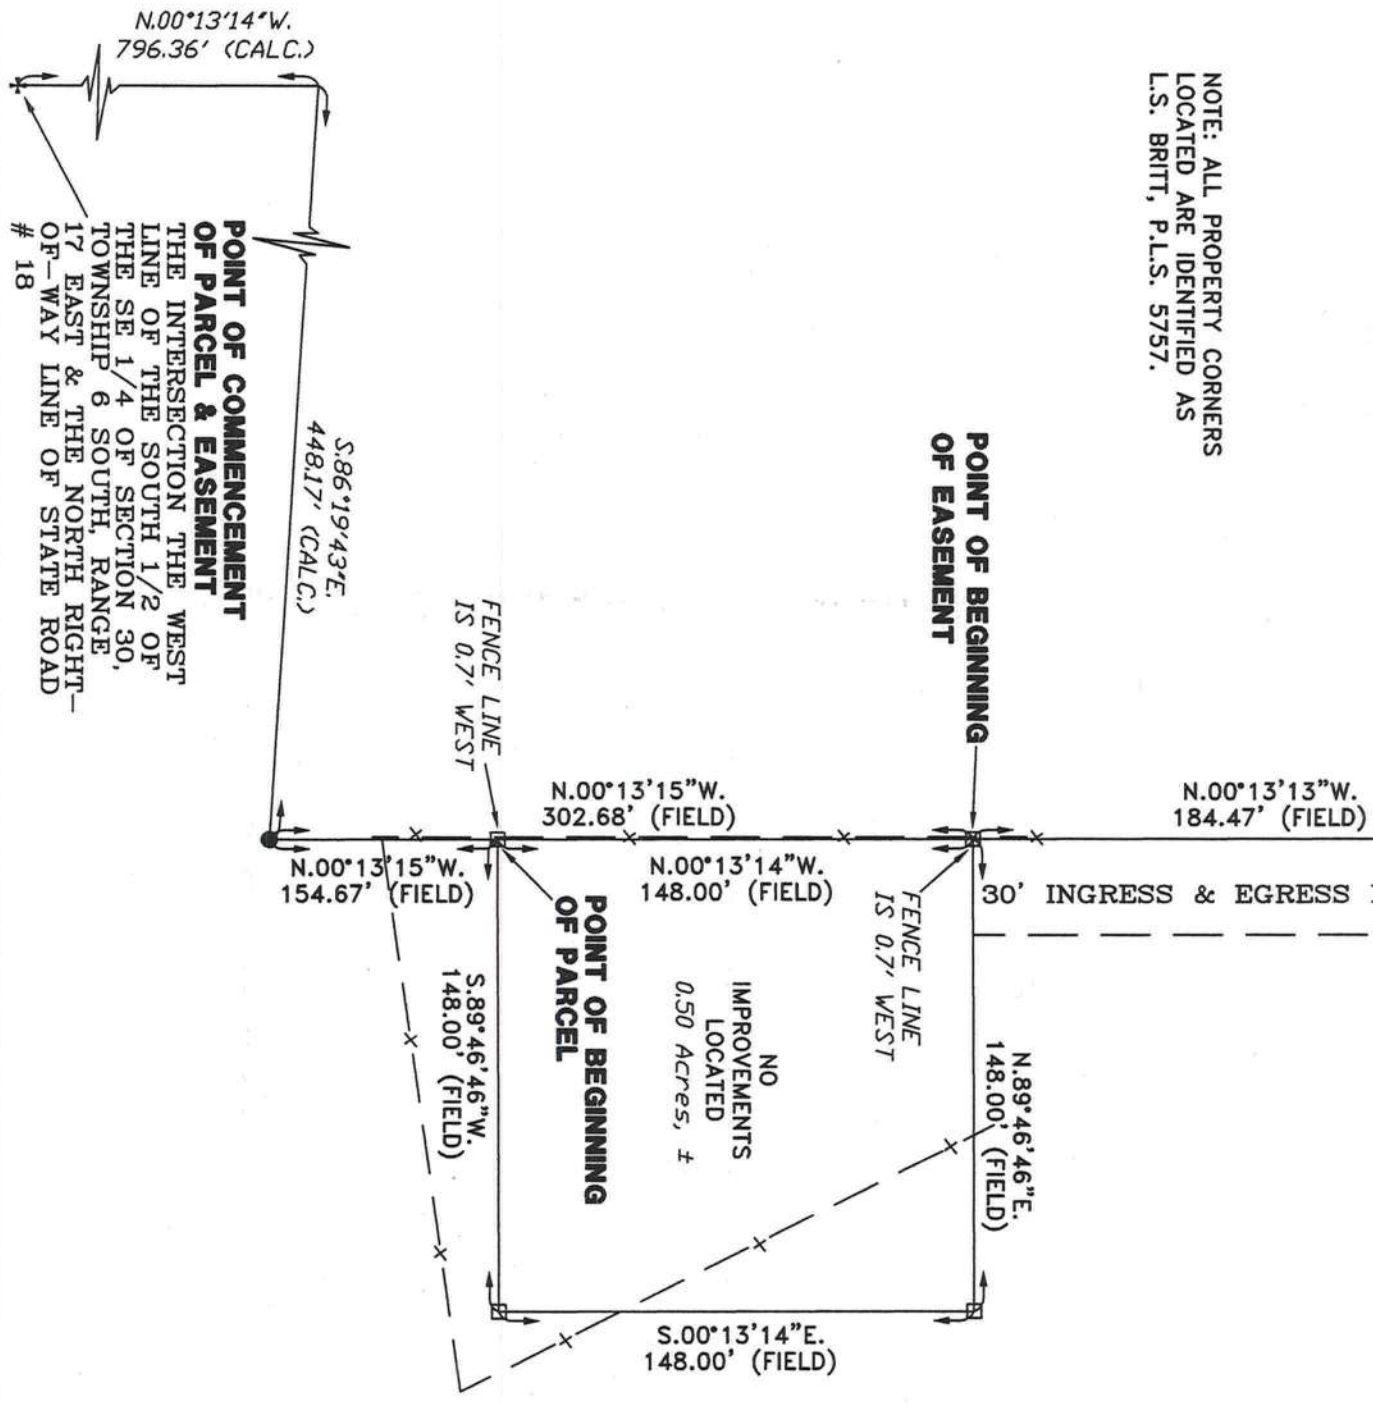 N.00°13'14"W.
796.36' (CALC.)
NOTE: ALL PROPERTY CORNERS
LOCATED ARE IDENTIFIED AS
L.S. BRITT, P.L.S. 5757.
POINT OF COMMENCEMENT
OF PARCEL & EASEMENT
THE INTERSECTION THE WEST
LINE OF THE SOUTH 1/2 OF
THE SE 1/4 OF SECTION 30,
TOWNSHIP 6 SOUTH, RANGE
17 EAST & THE NORTH RIGHT-
OF-WAY LINE OF STATE ROAD
# 18
S.86°19'43"E.
448.17' (CALC.)
POINT OF BEGINNING
OF EASEMENT
FENCE LINE
IS 0.7' WEST
N.00°13'15"W.
302.68' (FIELD)
N.00°13'13"W.
184.47' (FIELD)
N.00°13'15"W.
154.67' (FIELD)
N.00°13'14"W.
148.00' (FIELD)
30' INGRESS & EGRESS
FENCE LINE
IS 0.7' WEST
POINT OF BEGINNING
OF PARCEL
S.89°46'46"W.
148.00' (FIELD)
NO
IMPROVEMENTS
LOCATED
0.50 Acres, ±
N.89°46'46"E.
148.00' (FIELD)
S.00°13'14"E.
148.00' (FIELD)